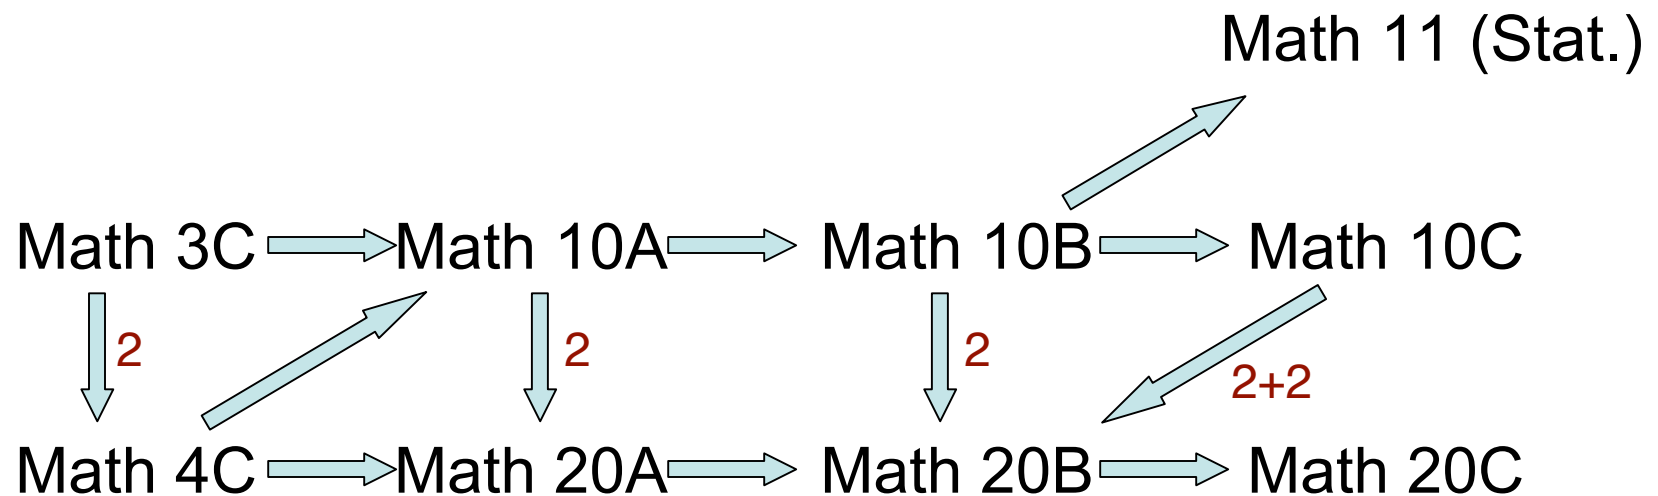 Math 11 (Stat.)
Math 3C Math 10A Math 10B Math 10C
2 2 2 2+2
Math 4C Math 20A Math 20B Math 20C